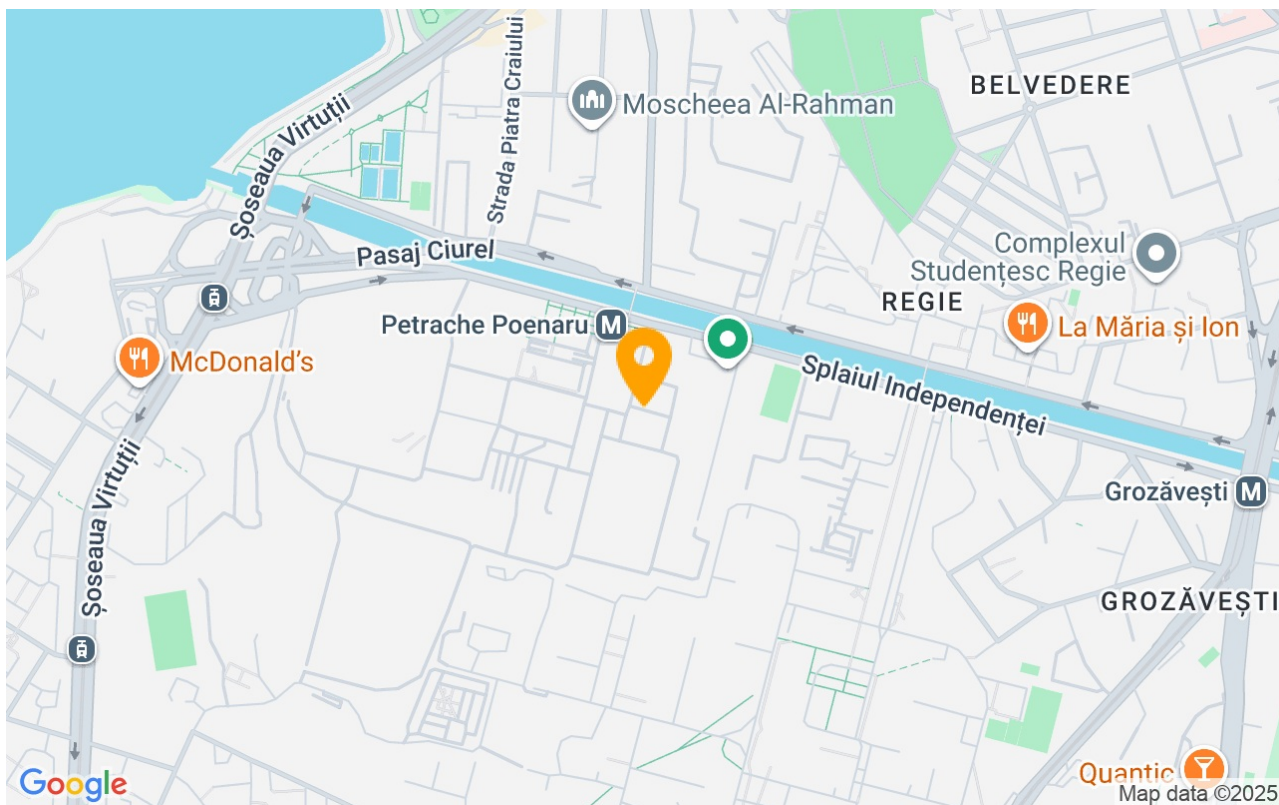 BELVEDERE
Moscheea Al-Rahman
Strada Piatra Craiului
Șoseaua Virtuții
Pasaj Ciurel
Complexul
Studențesc Regie
REGIE
Petrache Poenaru
M
La Măria și Ion
McDonald's
Splaiul Independenței
Grozăvești
M
Șoseaua Virtuții
GROZĂVEȘTI
Quantic
Google
Map data ©2025